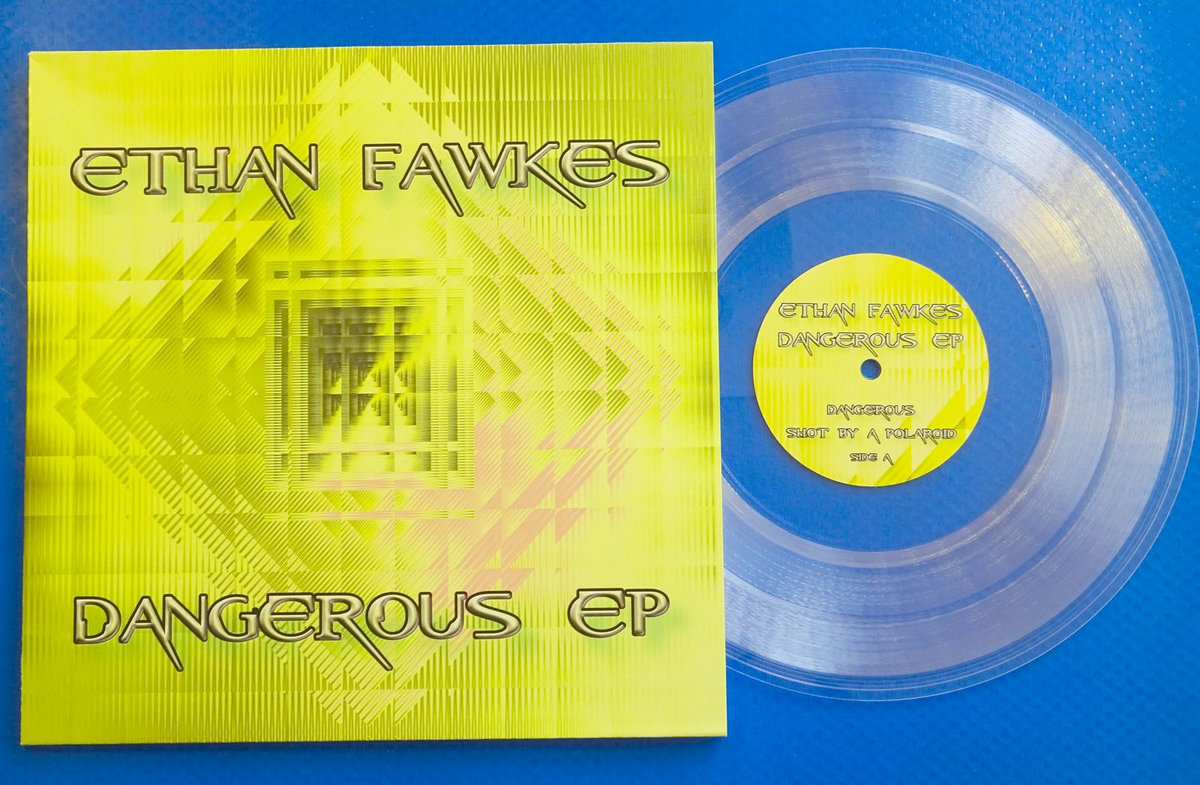 ETHAN FAWKES
DANGEROUS EP
ETHAN FAWKES
DANGEROUS EP
DANGEROUS
SHOT BY A POLAROID
SIDE A